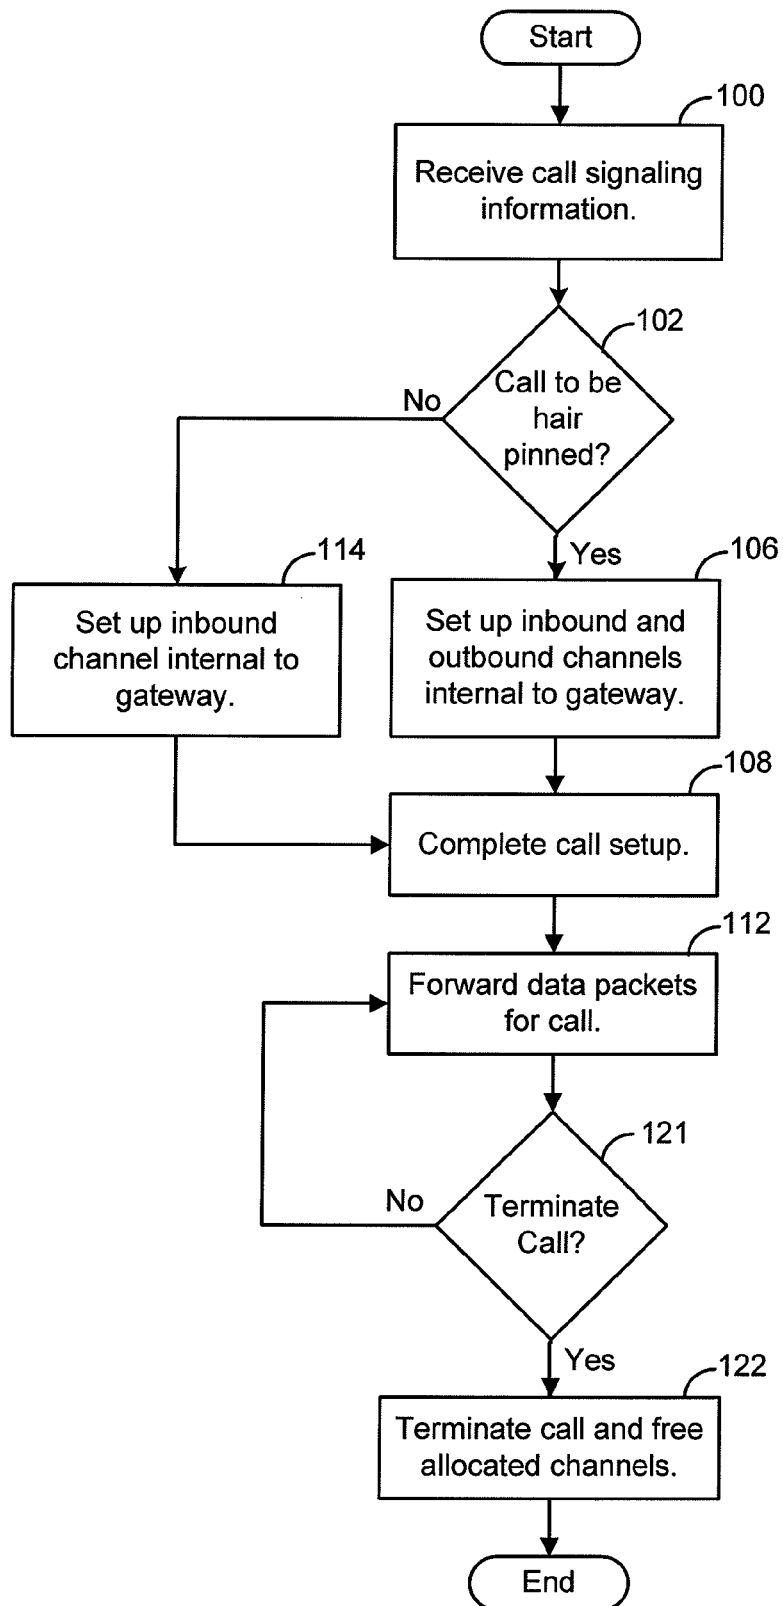 Start
100
Receive call signaling
information.
102
Call to be
hair
pinned?
No
Yes
114
Set up inbound
channel internal to
gateway.
106
Set up inbound and
outbound channels
internal to gateway.
108
Complete call setup.
112
Forward data packets
for call.
121
Terminate
Call?
No
Yes
122
Terminate call and free
allocated channels.
End